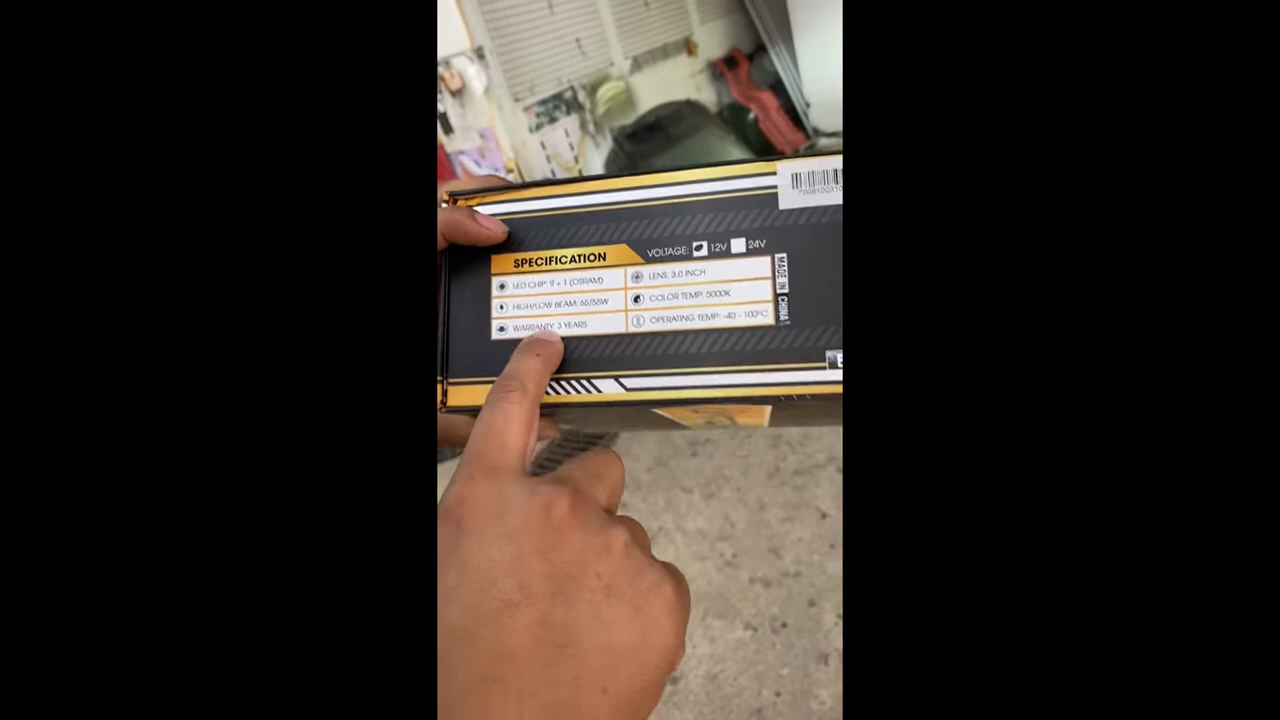 VOLTAGE: 12V 24V
SPECIFICATION
LED CHIP: 9 + 1 (OSRAM)
LENS: 3.0 INCH
HIGH/LOW BEAM: 65/55W
COLOR TEMP: 5000K
WARRANTY: 3 YEARS
OPERATING TEMP: -40 - 100°C
MADE IN CHINA